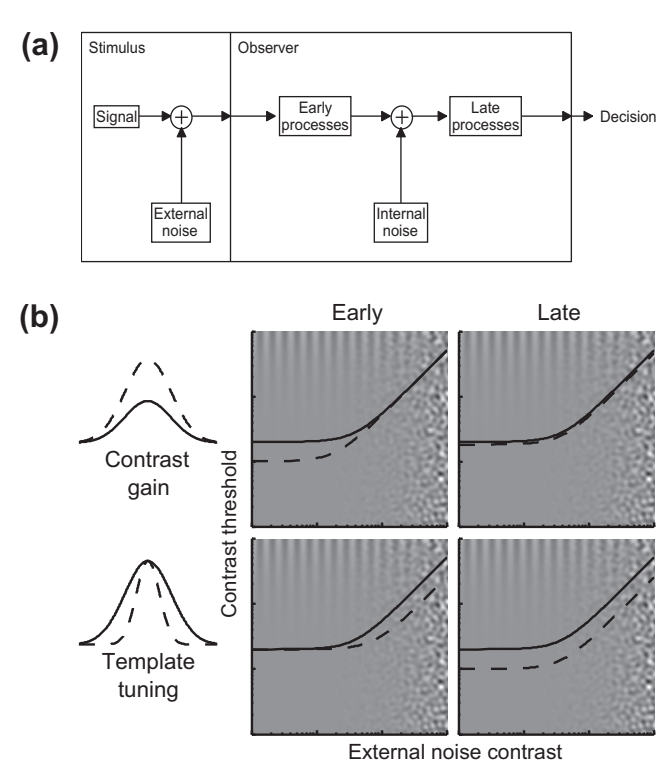 (a)
Stimulus
Observer
Signal
+
External
noise
Early
processes
+
Internal
noise
Late
processes
Decision
(b)
Early
Late
Contrast
gain
Template
tuning
Contrast threshold
External noise contrast